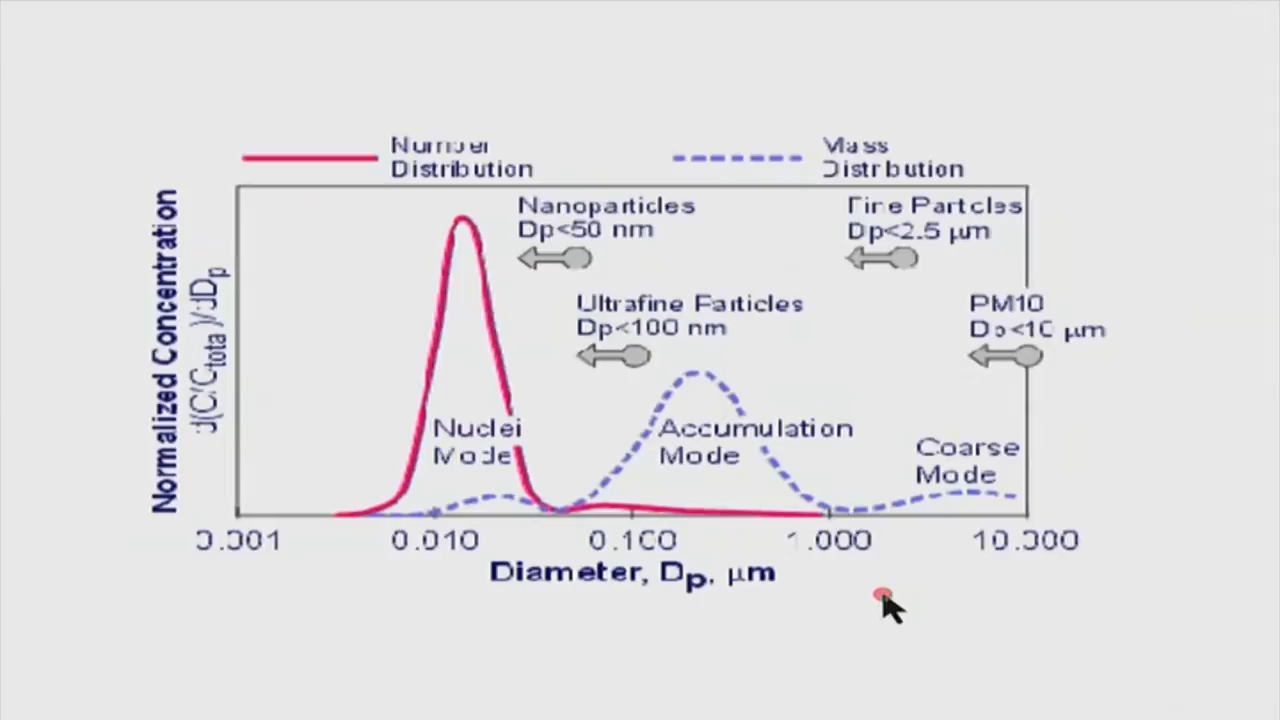 Number
Distribution
Mass
Distribution
Nanoparticles
Dp<50 nm
Fine Particles
Dp<2.5 μm
Ultrafine Particles
Dp<100 nm
PM10
Dp<10 μm
Nuclei
Mode
Accumulation
Mode
Coarse
Mode
Normalized Concentration
d(C/Ctotal)/dDp
0.001
0.010
0.100
1.000
10.000
Diameter, Dp, μm